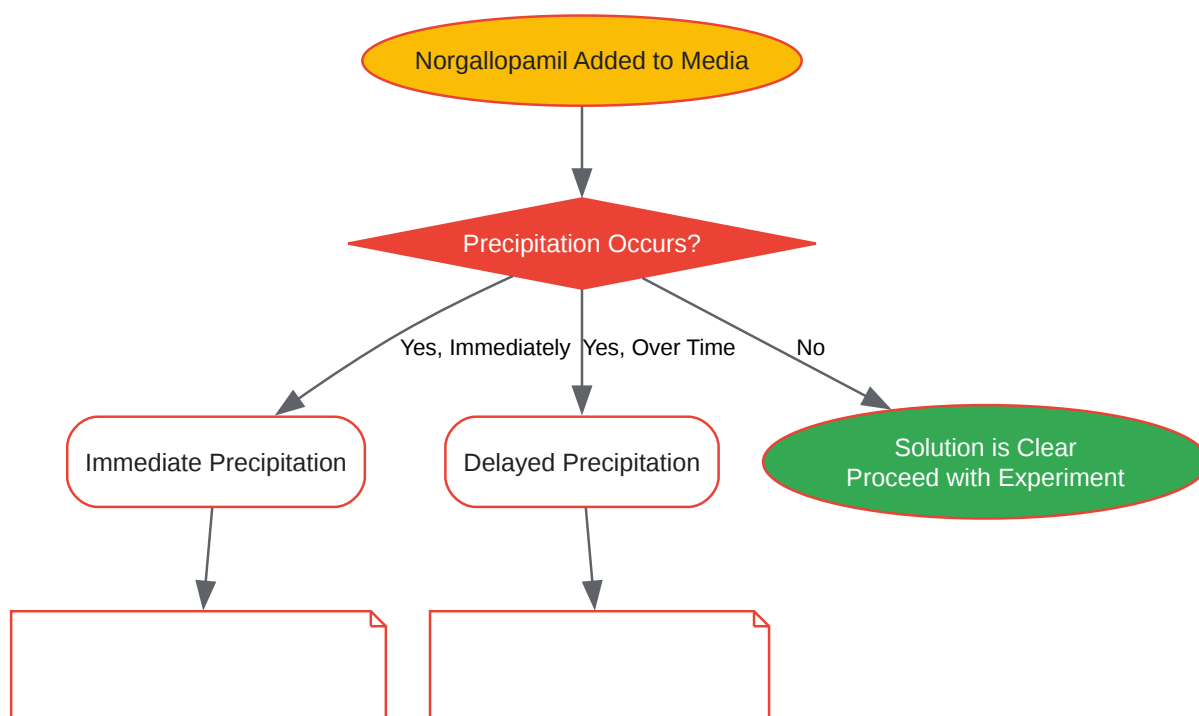 Norgallopamil Added to Media
Precipitation Occurs?
Yes, Immediately
Yes, Over Time
No
Immediate Precipitation
Delayed Precipitation
Solution is Clear
Proceed with Experiment